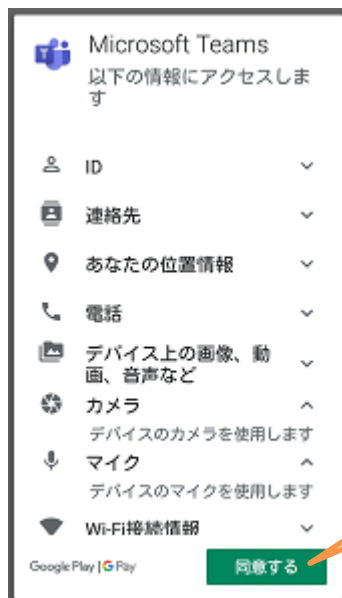 Microsoft Teams
以下の情報にアクセスしま
す
ID
連絡先
あなたの位置情報
電話
デバイス上の画像、動
画、音声など
カメラ
デバイスのカメラを使用します
マイク
デバイスのマイクを使用します
Wi-Fi接続情報
Google Play | G Pay
同意する